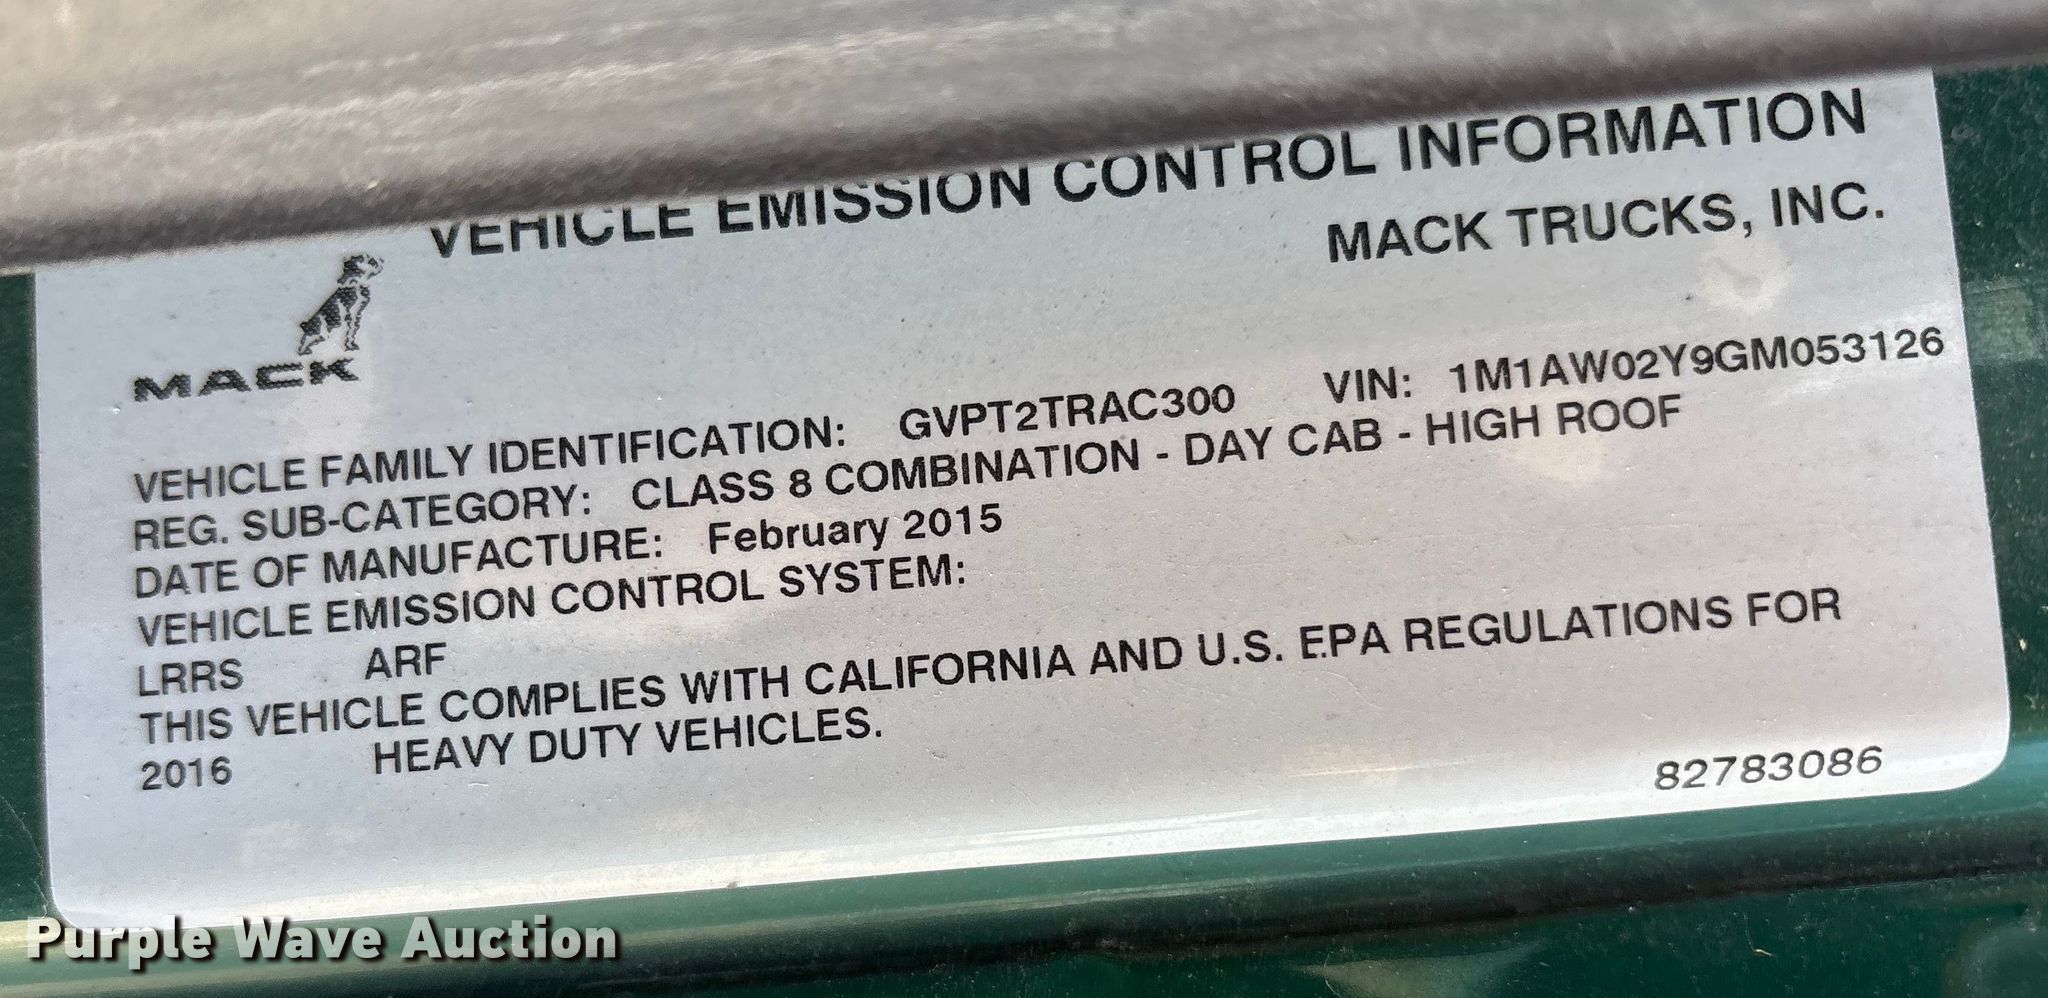 VEHICLE EMISSION CONTROL INFORMATION
MACK TRUCKS, INC.
MACK
VEHICLE FAMILY IDENTIFICATION: GVPT2TRAC300 VIN: 1M1AW02Y9GM053126
REG. SUB-CATEGORY: CLASS 8 COMBINATION - DAY CAB - HIGH ROOF
DATE OF MANUFACTURE: February 2015
VEHICLE EMISSION CONTROL SYSTEM:
LRRS ARF
THIS VEHICLE COMPLIES WITH CALIFORNIA AND U.S. EPA REGULATIONS FOR
2016 HEAVY DUTY VEHICLES.
82783086
Purple Wave Auction